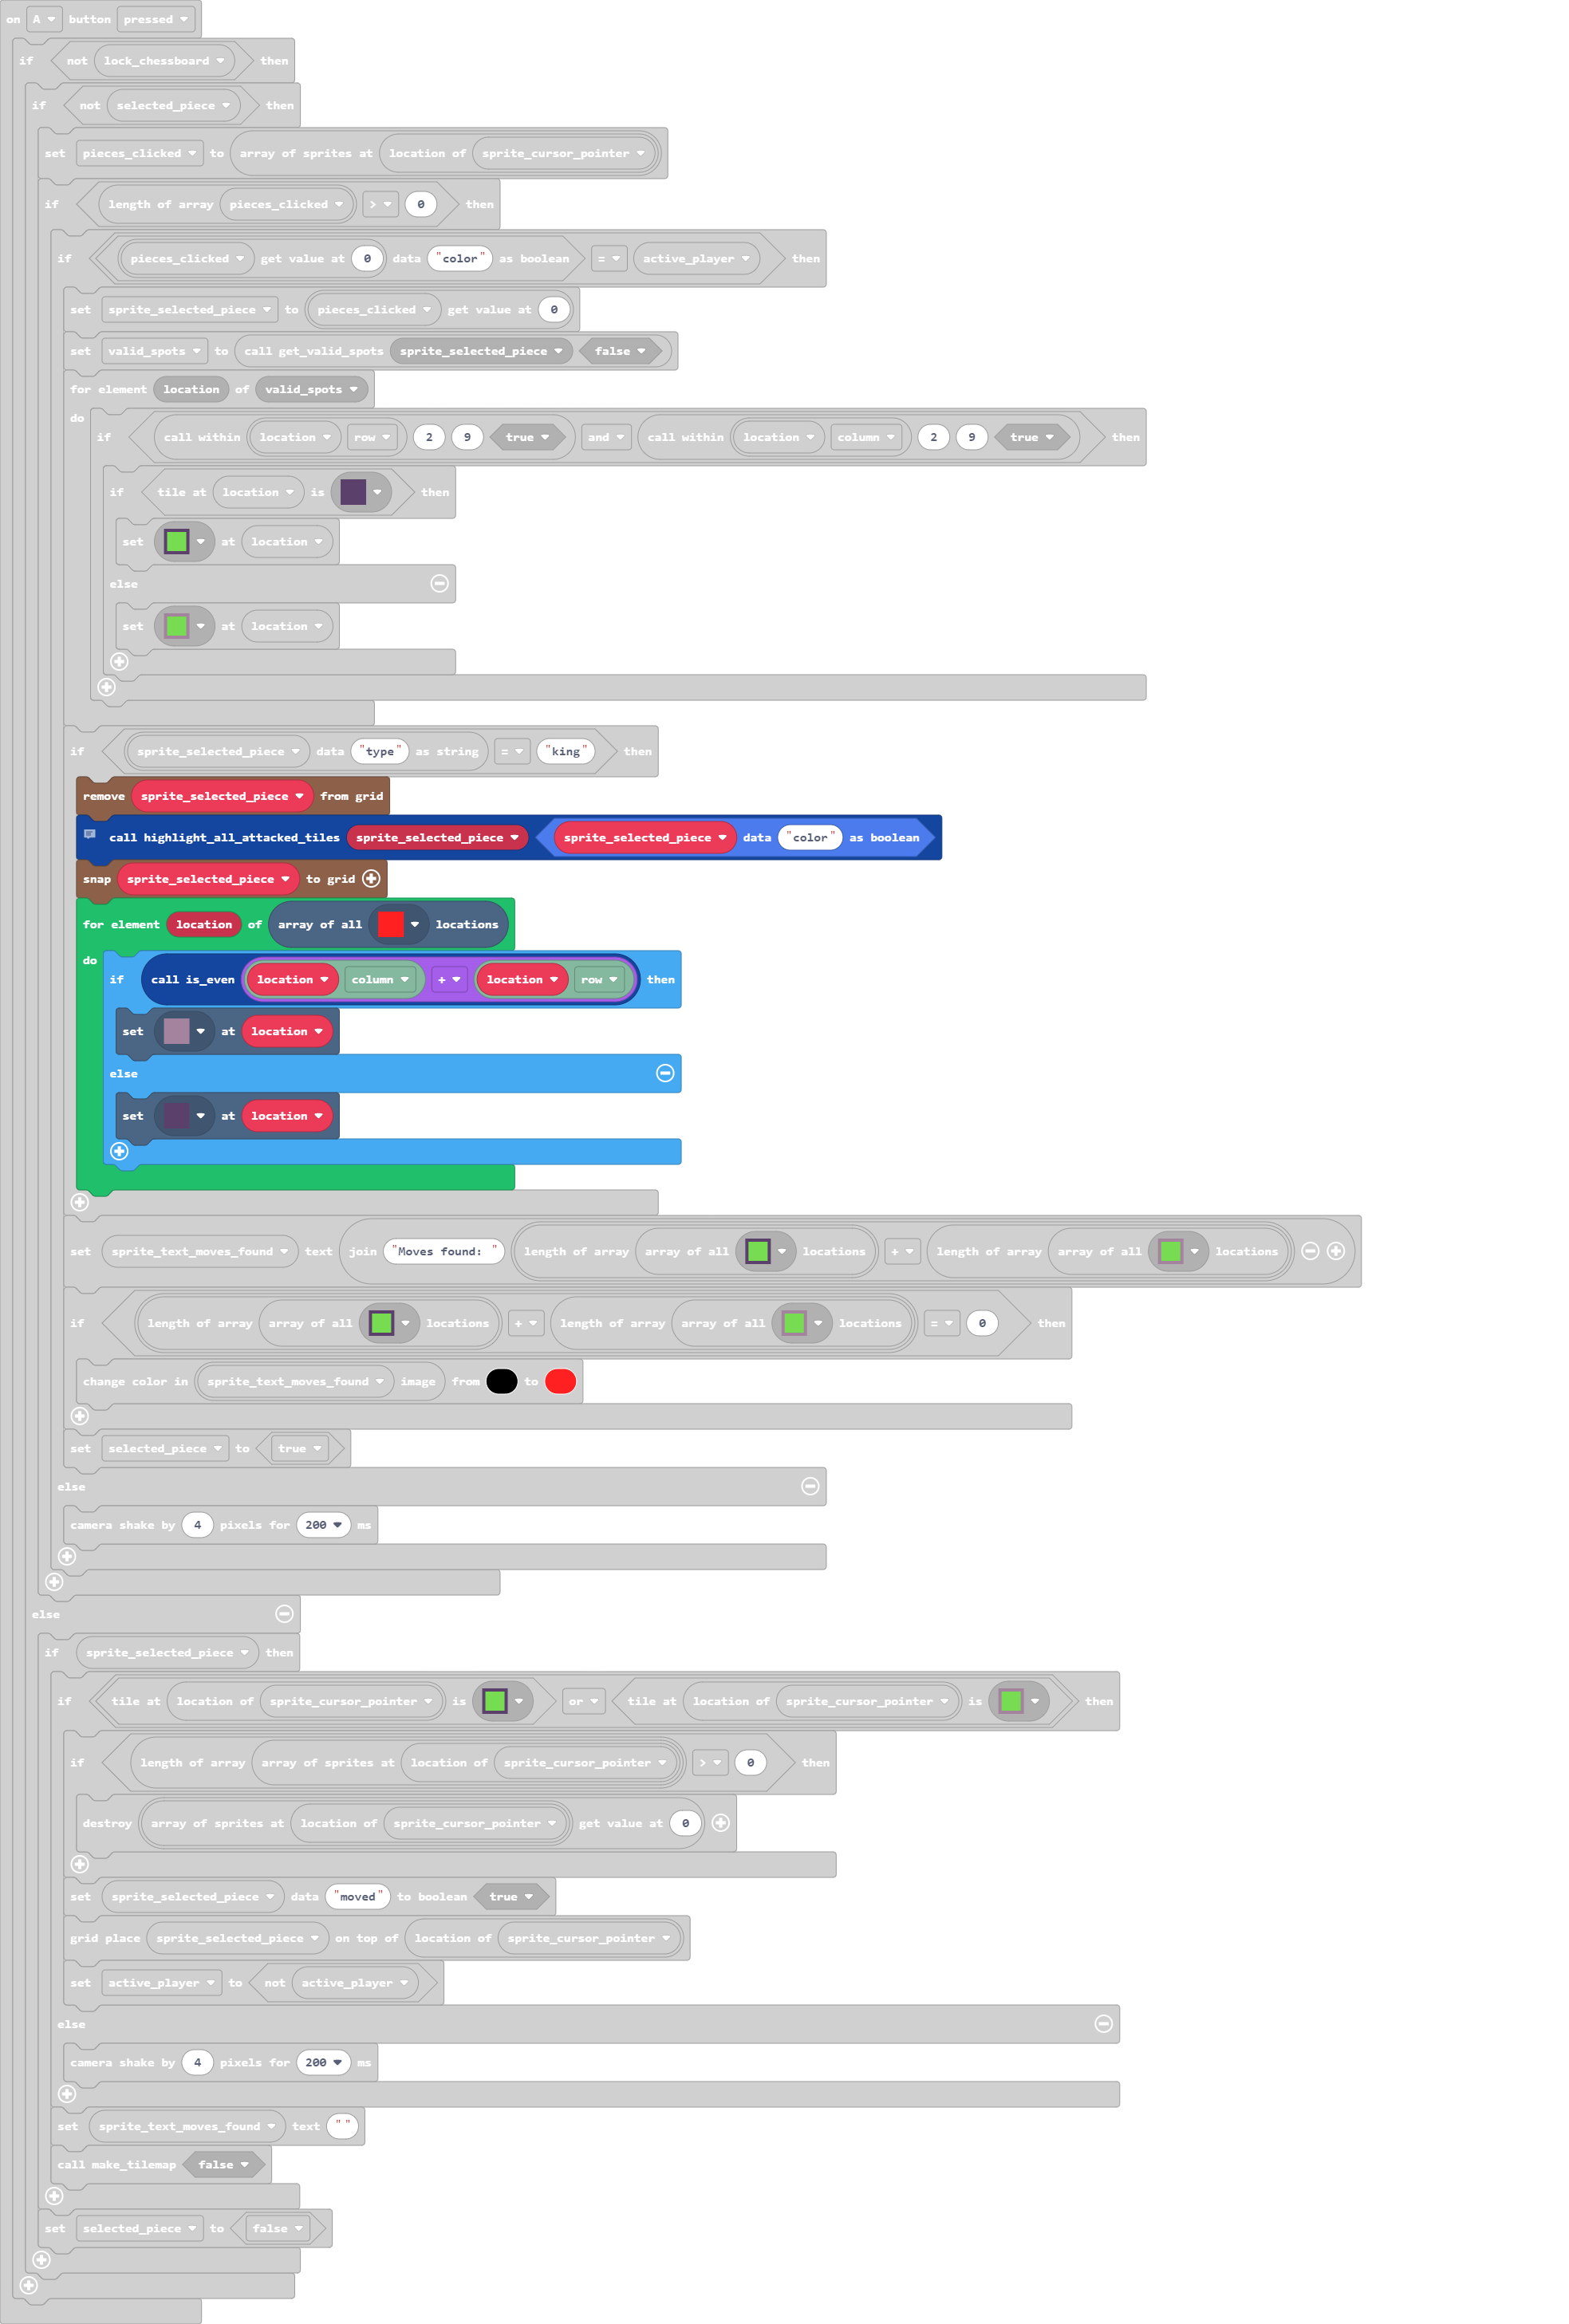 on A button pressed
if not lock_chessboard then
if not selected_piece then
set pieces_clicked to array of sprites at location of sprite_cursor_pointer
if length of array pieces_clicked > 0 then
if pieces_clicked get value at 0 data "color" as boolean = active_player then
set sprite_selected_piece to pieces_clicked get value at 0
set valid_spots to call get_valid_spots sprite_selected_piece false
for element location of valid_spots
do
if call within location row 2 9 true and call within location column 2 9 true then
if tile at location is then
set at location
else
set at location
if sprite_selected_piece data "type" as string = "king" then
remove sprite_selected_piece from grid
call highlight_all_attacked_tiles sprite_selected_piece sprite_selected_piece data "color" as boolean
snap sprite_selected_piece to grid
for element location of array of all locations
do
if call is_even location column + location row then
set at location
else
set at location
set sprite_text_moves_found text join "Moves found: " length of array array of all locations + length of array array of all locations
if length of array array of all locations + length of array array of all locations = 0 then
change color in sprite_text_moves_found image from to
set selected_piece to true
else
camera shake by 4 pixels for 200 ms
else
if sprite_selected_piece then
if tile at location of sprite_cursor_pointer is or tile at location of sprite_cursor_pointer is then
if length of array array of sprites at location of sprite_cursor_pointer > 0 then
destroy array of sprites at location of sprite_cursor_pointer get value at 0
set sprite_selected_piece data "moved" to boolean true
grid place sprite_selected_piece on top of location of sprite_cursor_pointer
set active_player to not active_player
else
camera shake by 4 pixels for 200 ms
set sprite_text_moves_found text ""
call make_tilemap false
set selected_piece to false